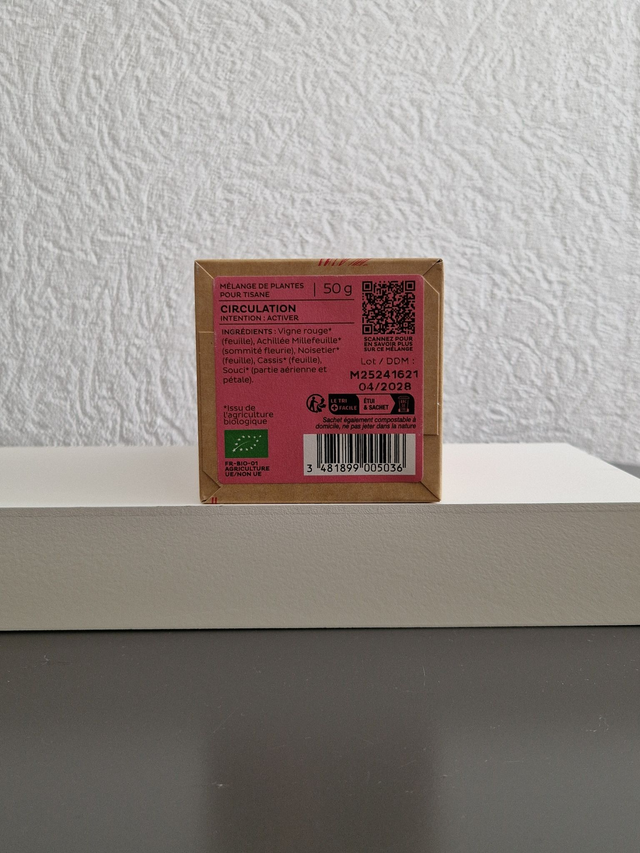 MÉLANGE DE PLANTES
POUR TISANE
50 g
CIRCULATION
INTENTION : ACTIVER
INGRÉDIENTS : Vigne rouge*
(feuille), Achillée Millefeuille*
(sommité fleurie), Noisetier*
(feuille), Cassis* (feuille),
Souci* (partie aérienne et
pétale).
SCANNEZ POUR
EN SAVOIR PLUS
SUR CE MÉLANGE
Lot / DDM :
M25241621
04/2028
LE TRI
+ FACILE
ÉTUI
& SACHET
Sachet également compostable à
domicile, ne pas jeter dans la nature
*Issu de
l'agriculture
biologique
FR-BIO-01
AGRICULTURE
UE/NON UE
3 481899 005036